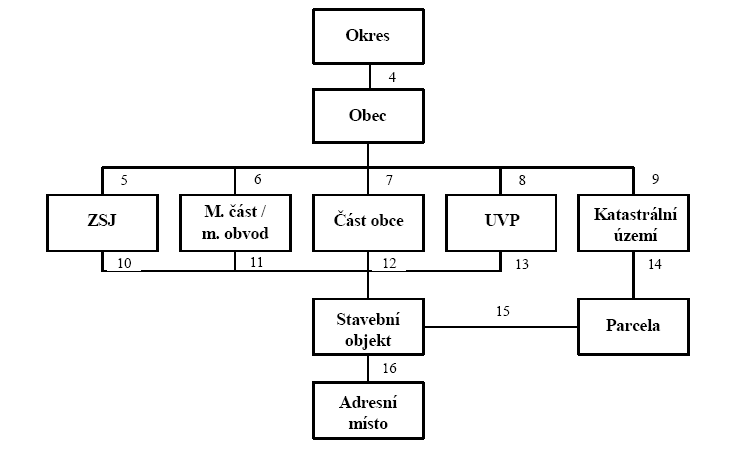 Okres
4
Obec
5 6 7 8 9
ZSJ
M. část /
m. obvod
Část obce
UVP
Katastrální
území
10 11 12 13 14
Stavební
objekt
15
Parcela
16
Adresní
místo